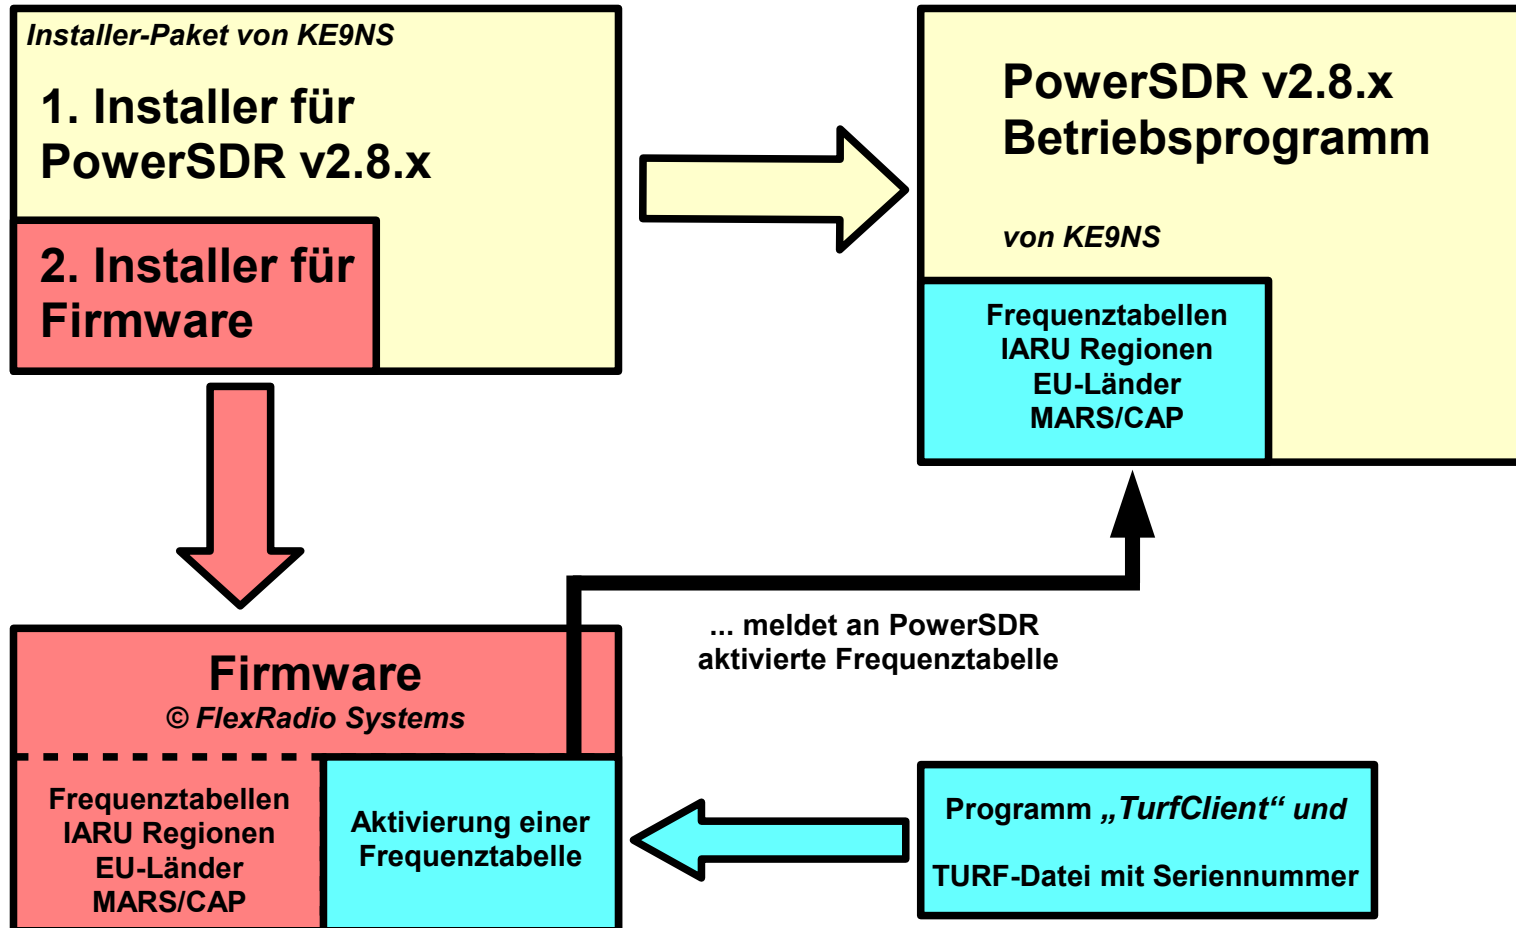 Installer-Paket von KE9NS
1. Installer für
PowerSDR v2.8.x
2. Installer für
Firmware
PowerSDR v2.8.x
Betriebsprogramm
von KE9NS
Frequenztabellen
IARU Regionen
EU-Länder
MARS/CAP
... meldet an PowerSDR
aktivierte Frequenztabelle
Firmware
© FlexRadio Systems
Frequenztabellen
IARU Regionen
EU-Länder
MARS/CAP
Aktivierung einer
Frequenztabelle
Programm „TurfClient“ und
TURF-Datei mit Seriennummer